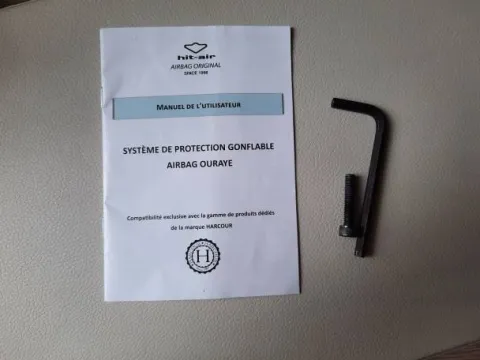 hit-air
AIRBAG ORIGINAL
SINCE 1998
MANUEL DE L'UTILISATEUR
SYSTÈME DE PROTECTION GONFLABLE
AIRBAG OURAYE
Compatibilité exclusive avec la gamme de produits dédiés
de la marque HARCOUR
H